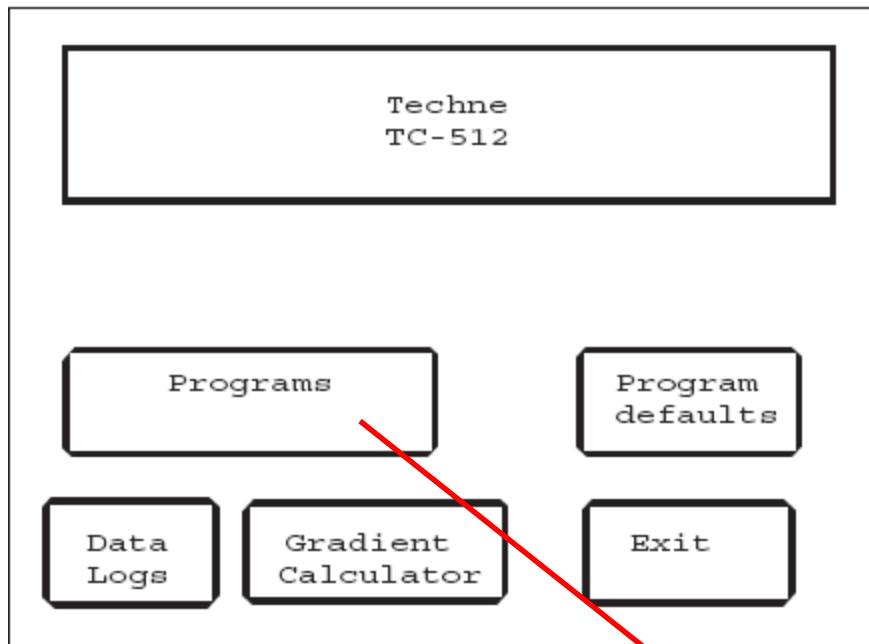 Techne
TC-512
Programs
Program
defaults
Data
Logs
Gradient
Calculator
Exit